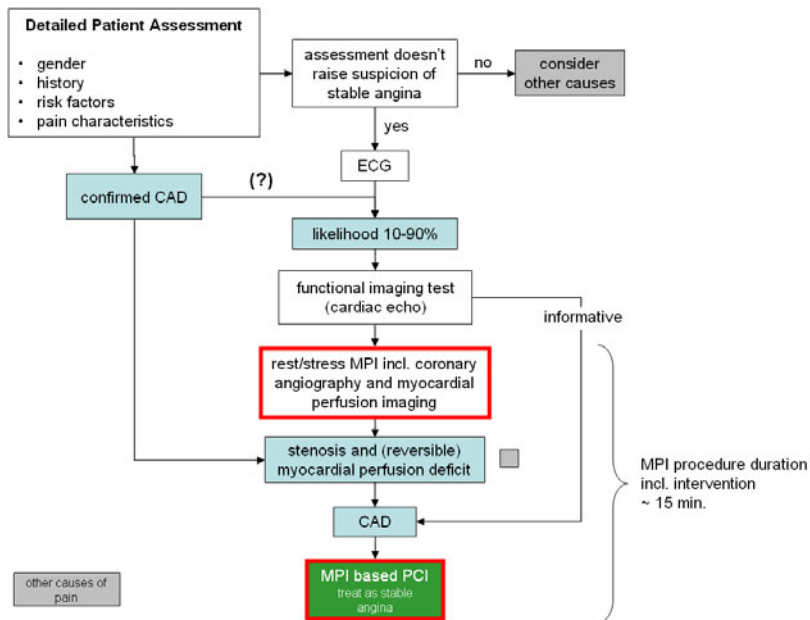 Detailed Patient Assessment
• gender
• history
• risk factors
• pain characteristics
assessment doesn't
raise suspicion of
stable angina
no
consider
other causes
yes
ECG
(?)
confirmed CAD
likelihood 10-90%
functional imaging test
(cardiac echo)
informative
rest/stress MPI incl. coronary
angiography and myocardial
perfusion imaging
stenosis and (reversible)
myocardial perfusion deficit
MPI procedure duration
incl. intervention
~ 15 min.
CAD
MPI based PCI
treat as stable
angina
other causes of
pain